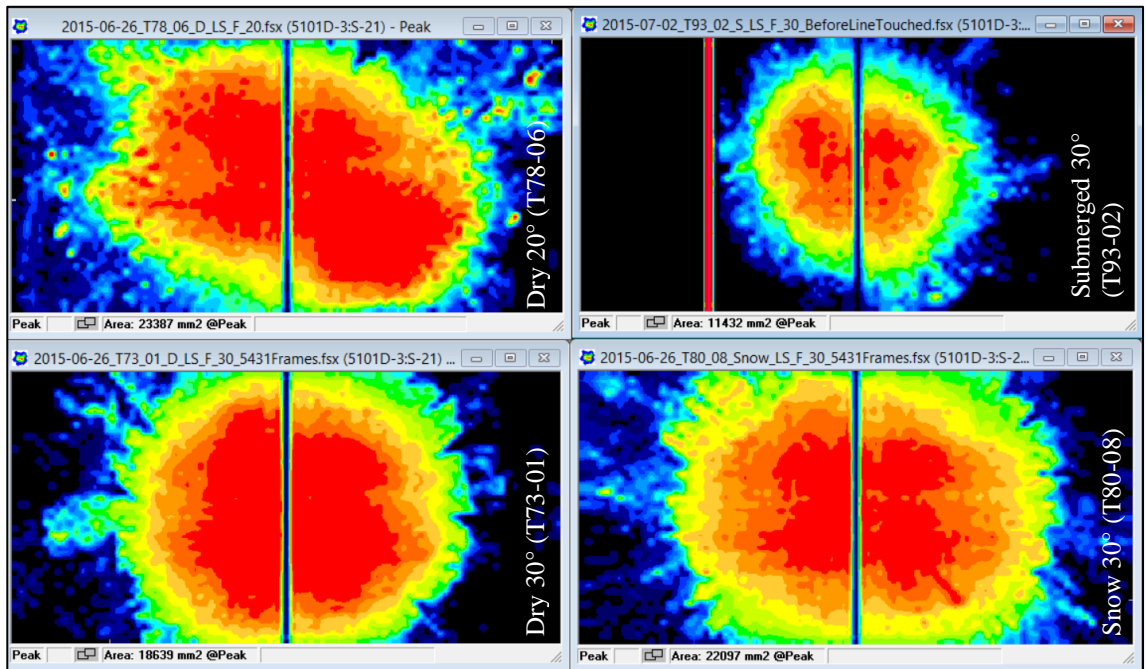 2015-06-26_T78_06_D_LS_F_20.fsx (5101D-3:S-21) - Peak
Dry 20° (T78-06)
Peak Area: 23387 mm2 @Peak
2015-07-02_T93_02_S_LS_F_30_BeforeLineTouched.fsx (5101D-3:...
Submerged 30°
(T93-02)
Peak Area: 11432 mm2 @Peak
2015-06-26_T73_01_D_LS_F_30_5431Frames.fsx (5101D-3:S-21) ...
Dry 30° (T73-01)
Peak Area: 18639 mm2 @Peak
2015-06-26_T80_08_Snow_LS_F_30_5431Frames.fsx (5101D-3:S-2...
Snow 30° (T80-08)
Peak Area: 22097 mm2 @Peak